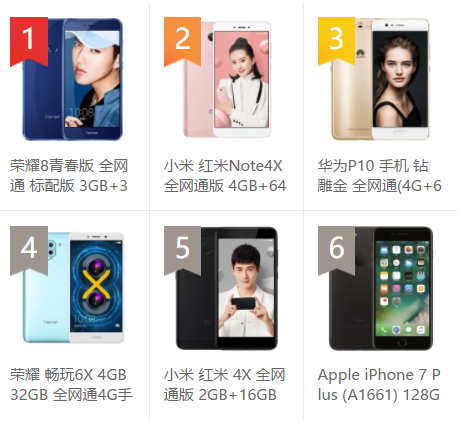 1
2
3
荣耀8青春版 全网
通 标配版 3GB+3
小米 红米Note4X
全网通版 4GB+64
华为P10 手机 钻
雕金 全网通(4G+6
4
5
6
荣耀 畅玩6X 4GB
32GB 全网通4G手
小米 红米 4X 全网
通版 2GB+16GB
Apple iPhone 7 P
lus (A1661) 128G